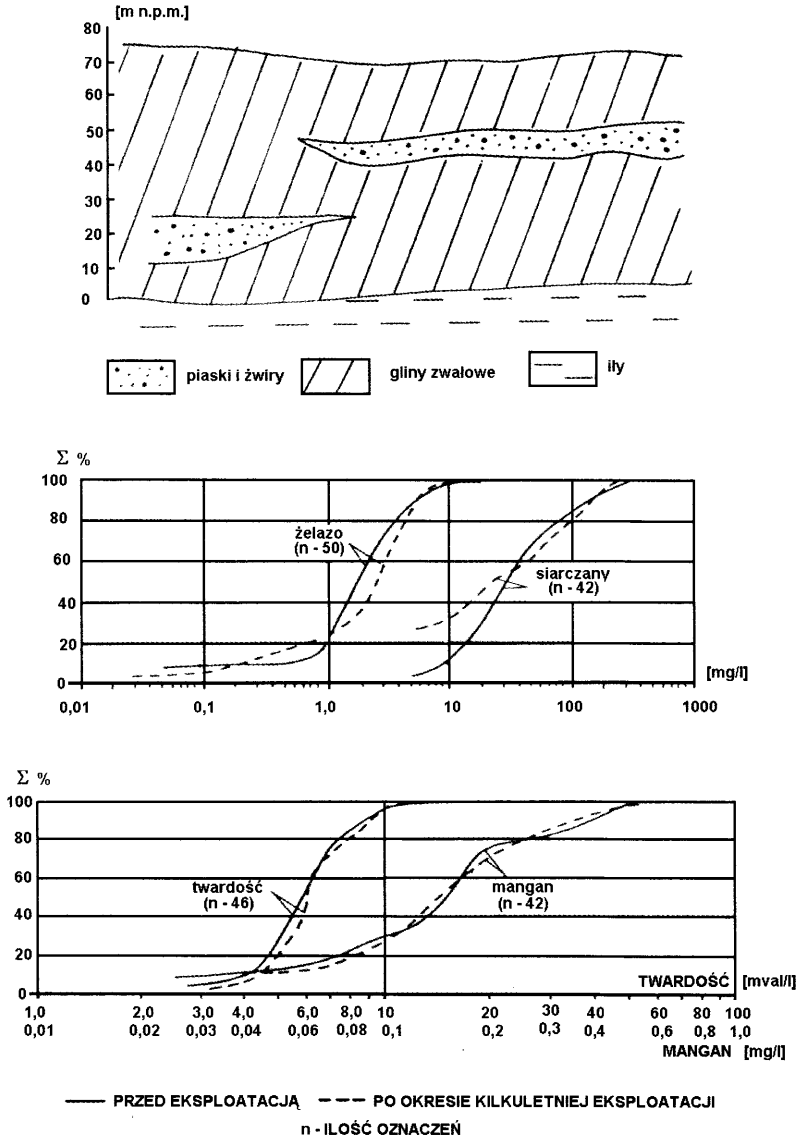 [m n.p.m.]
80
70
60
50
40
30
20
10
0
piaski i żwiry
gliny zwałowe
iły
Σ %
100
80
60
40
20
0
żelazo
(n - 50)
siarczany
(n - 42)
[mg/l]
0,01 0,1 1,0 10 100 1000
Σ %
100
80
60
40
20
0
twardość
(n - 46)
mangan
(n - 42)
TWARDOŚĆ [mval/l]
1,0 2,0 3,0 4,0 6,0 8,0 10 20 30 40 60 80 100
0,01 0,02 0,03 0,04 0,06 0,08 0,1 0,2 0,3 0,4 0,6 0,8 1,0
MANGAN [mg/l]
PRZED EKSPLOATACJĄ PO OKRESIE KILKULETNIEJ EKSPLOATACJI
n - ILOŚĆ OZNACZEŃ